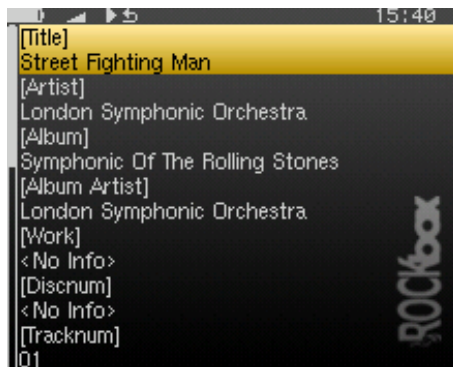 15:40
[Title]
Street Fighting Man
[Artist]
London Symphonic Orchestra
[Album]
Symphonic Of The Rolling Stones
[Album Artist]
London Symphonic Orchestra
[Work]
<No Info>
[Discnum]
<No Info>
[Tracknum]
01
ROCKbox